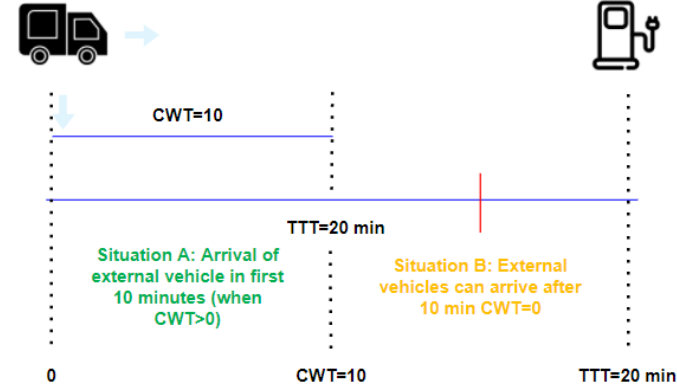 CWT=10
TTT=20 min
Situation A: Arrival of
external vehicle in first
10 minutes (when
CWT>0)
Situation B: External
vehicles can arrive after
10 min CWT=0
0
CWT=10
TTT=20 min